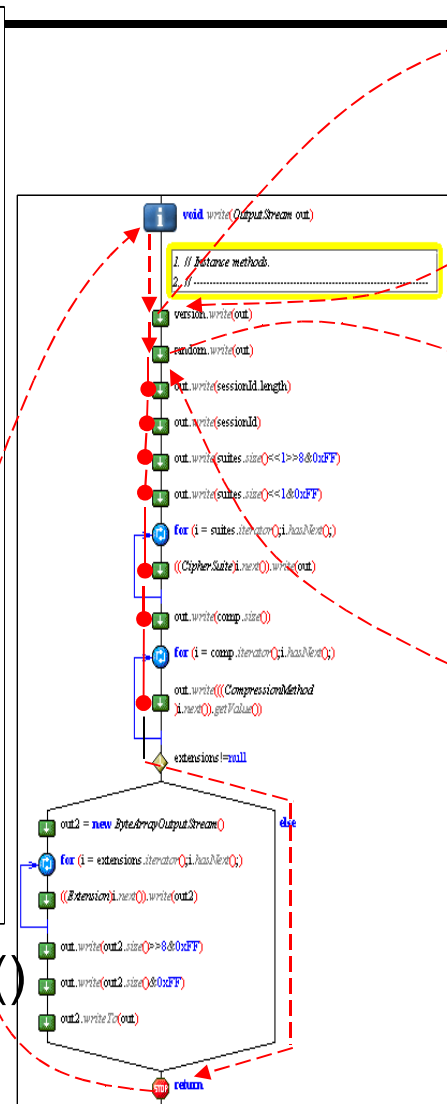 i void write(OutputStream out)
1. // Instance methods.
2. // -------------------------------------------------------------------
version.write(out)
random.write(out)
out.write(sessionId.length)
out.write(sessionId)
out.write(suites.size()<<1>>8&0xFF)
out.write(suites.size()<<1&0xFF)
for (i = suites.iterator();i.hasNext();)
((CipherSuite)i.next()).write(out)
out.write(comp.size())
for (i = comp.iterator();i.hasNext();)
out.write(((CompressionMethod
)i.next()).getValue())
extensions!=null
out2 = new ByteArrayOutputStream() else
for (i = extensions.iterator();i.hasNext();)
((Extension)i.next()).write(out2)
out.write(out2.size()>>8&0xFF)
()
out.write(out2.size()&0xFF)
out2.writeTo(out)
STOP return